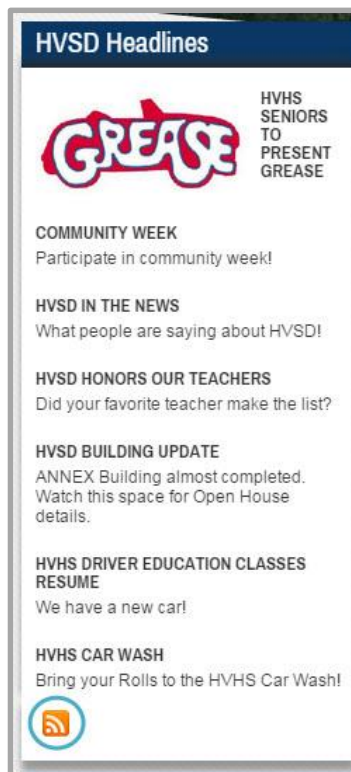 HVSD Headlines
GREASE
HVHS
SENIORS
TO
PRESENT
GREASE
COMMUNITY WEEK
Participate in community week!
HVSD IN THE NEWS
What people are saying about HVSD!
HVSD HONORS OUR TEACHERS
Did your favorite teacher make the list?
HVSD BUILDING UPDATE
ANNEX Building almost completed.
Watch this space for Open House
details.
HVHS DRIVER EDUCATION CLASSES
RESUME
We have a new car!
HVHS CAR WASH
Bring your Rolls to the HVHS Car Wash!